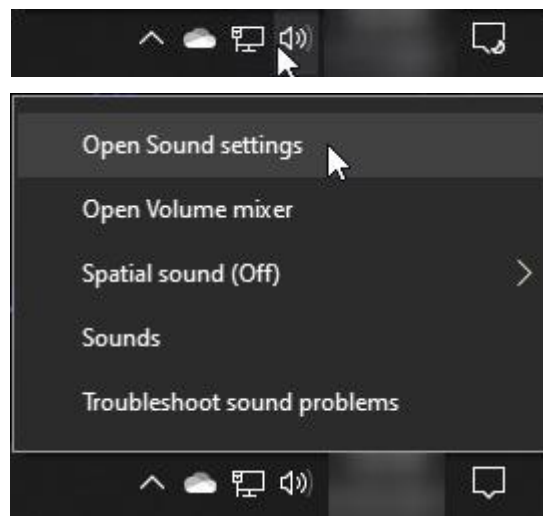 Open Sound settings
Open Volume mixer
Spatial sound (Off)
Sounds
Troubleshoot sound problems